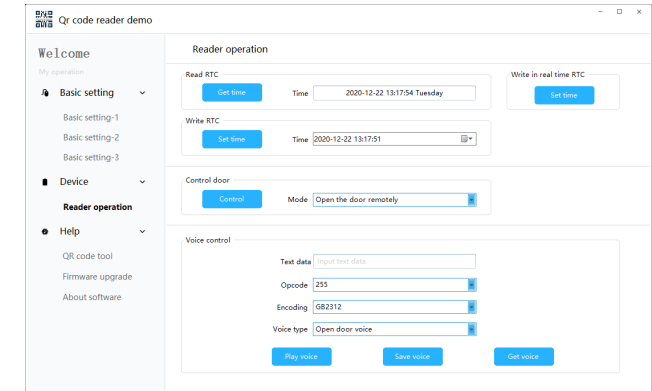 Qr code reader demo
Welcome
My operation
Basic setting
Basic setting-1
Basic setting-2
Basic setting-3
Device
Reader operation
Help
QR code tool
Firmware upgrade
About software
Reader operation
Read RTC
Get time
Time
2020-12-22 13:17:54 Tuesday
Write in real time RTC
Set time
Write RTC
Set time
Time
2020-12-22 13:17:51
Control door
Control
Mode
Open the door remotely
Voice control
Text data
Input text data
Opcode
255
Encoding
GB2312
Voice type
Open door voice
Play voice
Save voice
Get voice